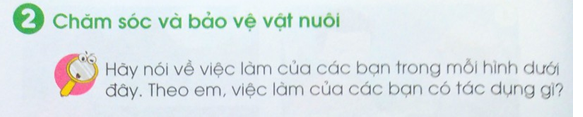 2 Chăm sóc và bảo vệ vật nuôi
Hãy nói về việc làm của các bạn trong mỗi hình dưới
đây. Theo em, việc làm của các bạn có tác dụng gì?